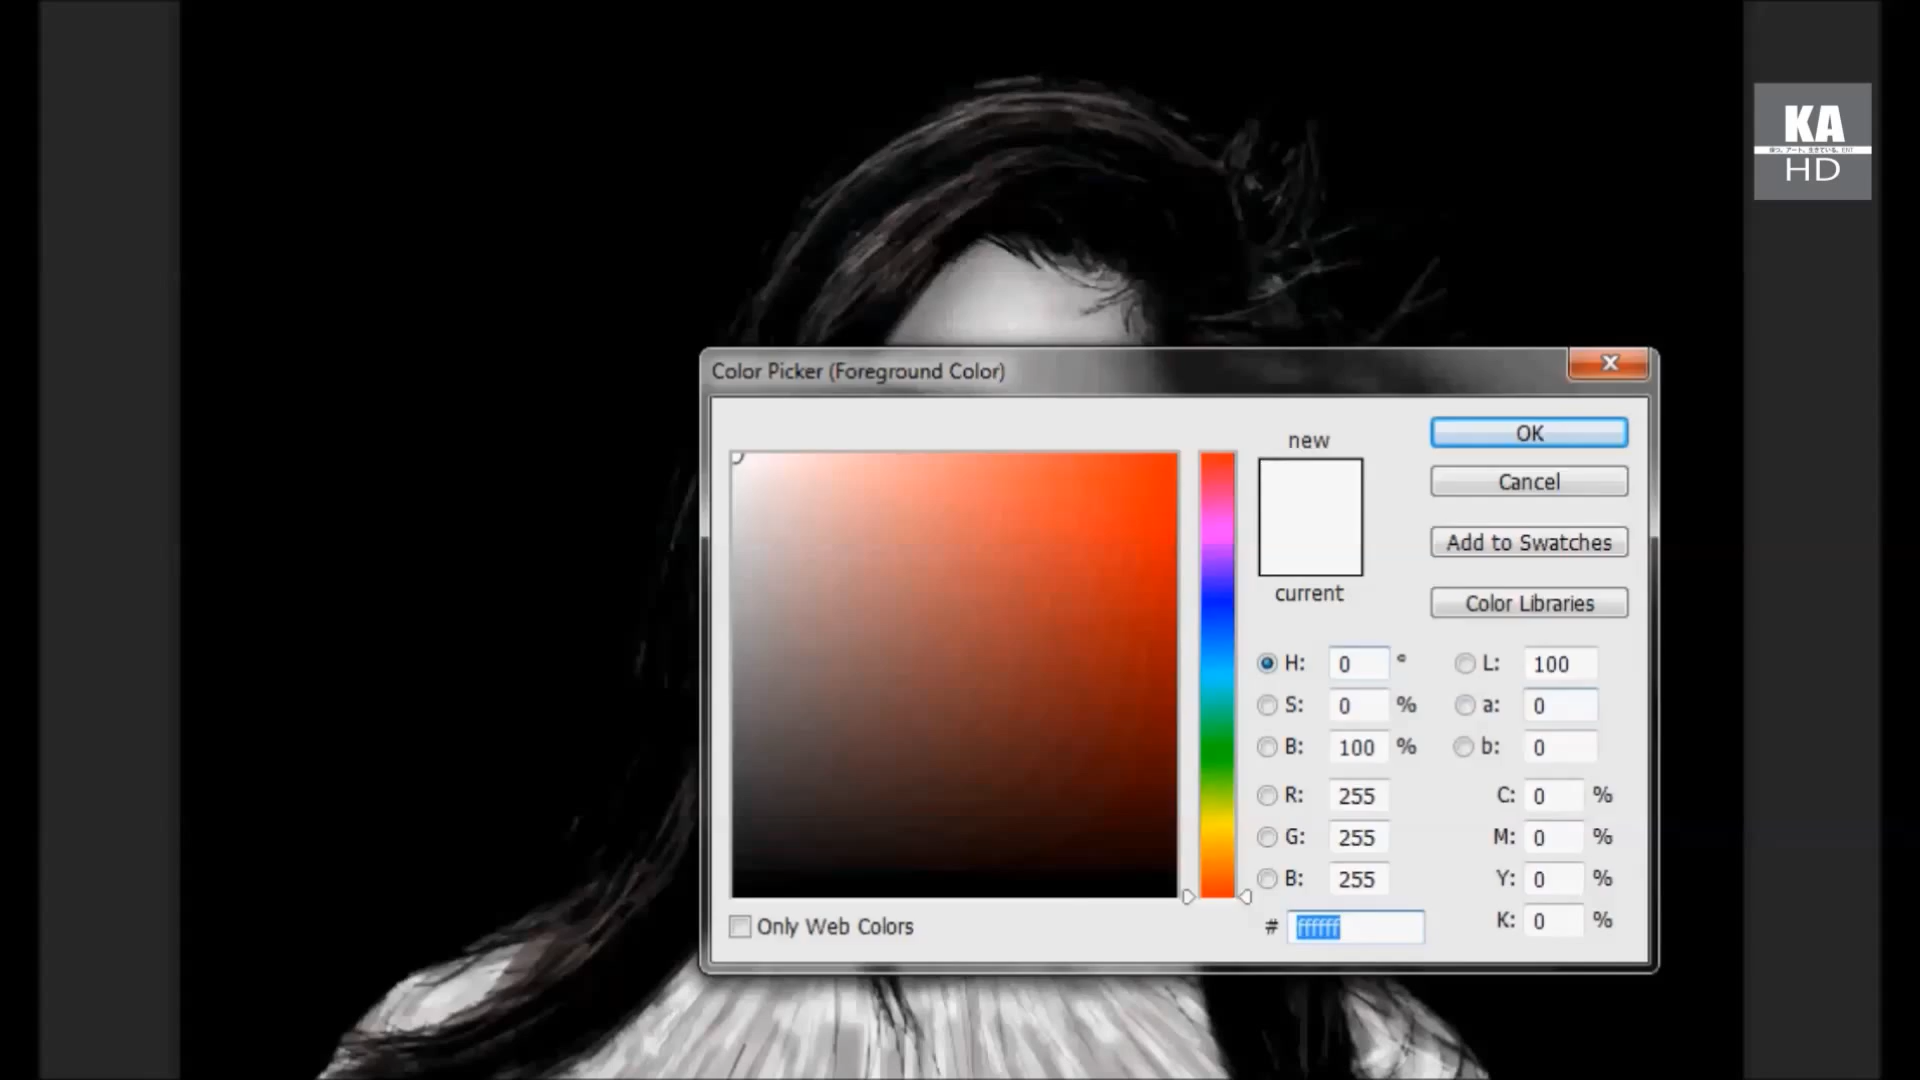 KA
HD
Color Picker (Foreground Color)
new
OK
Cancel
Add to Swatches
current
Color Libraries
H: 0 °
L: 100
S: 0 %
a: 0
B: 100 %
b: 0
R: 255
C: 0 %
G: 255
M: 0 %
B: 255
Y: 0 %
Only Web Colors
# ffffff
K: 0 %